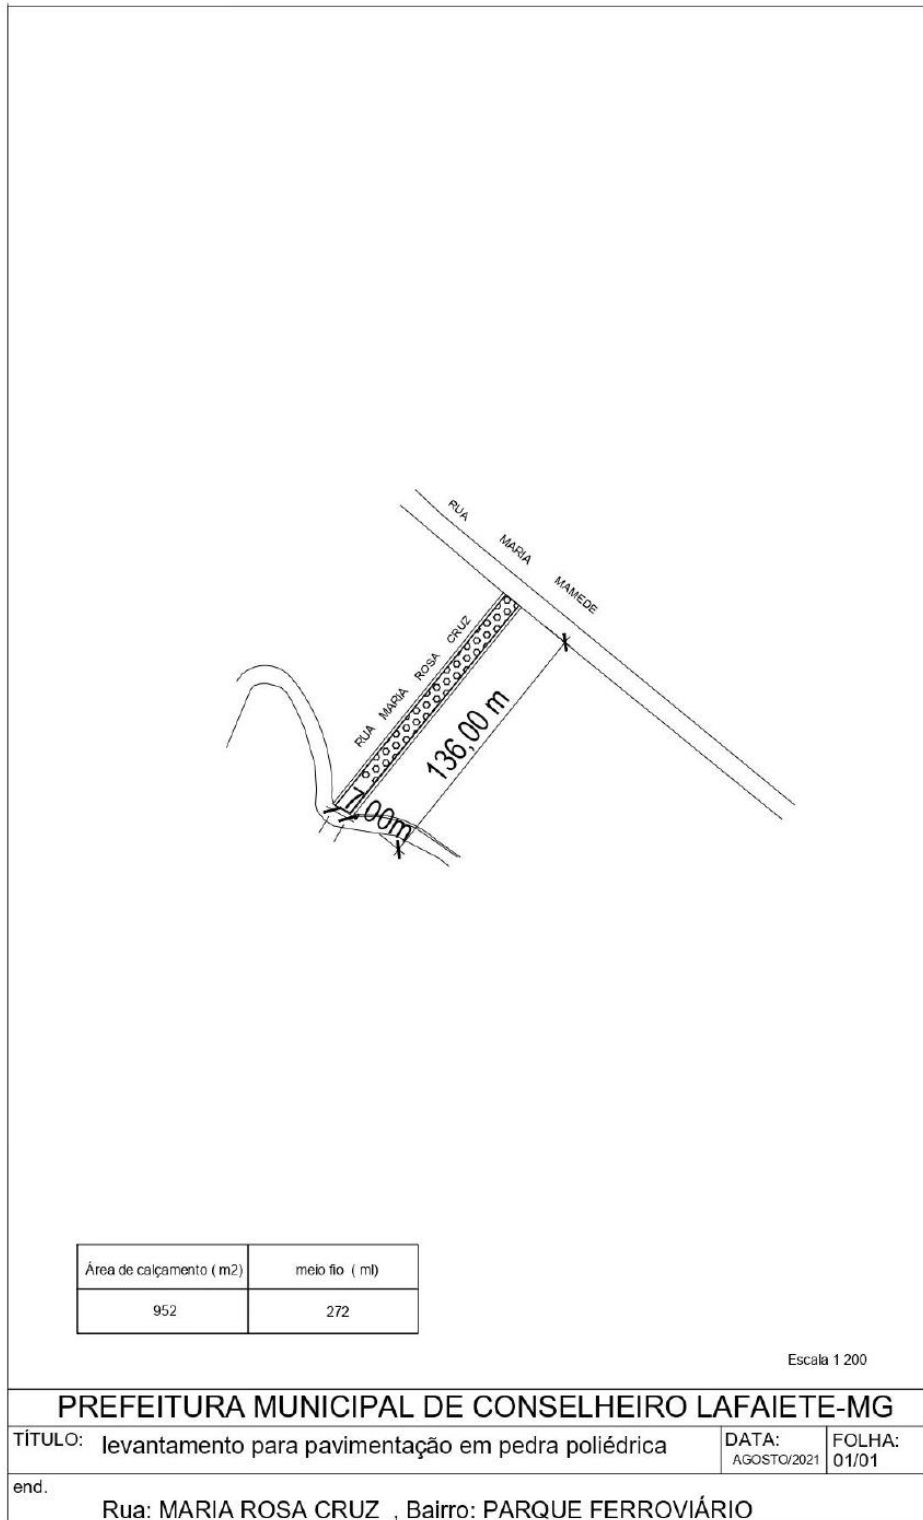 RUA MARIA MAMEDE
RUA MARIA ROSA CRUZ
136,00 m
7,00m
Área de calçamento ( m2) meio fio ( ml)
952 272
Escala 1 200
PREFEITURA MUNICIPAL DE CONSELHEIRO LAFAIETE-MG
TÍTULO: levantamento para pavimentação em pedra poliédrica DATA: AGOSTO/2021 FOLHA: 01/01
end.
Rua: MARIA ROSA CRUZ , Bairro: PARQUE FERROVIÁRIO